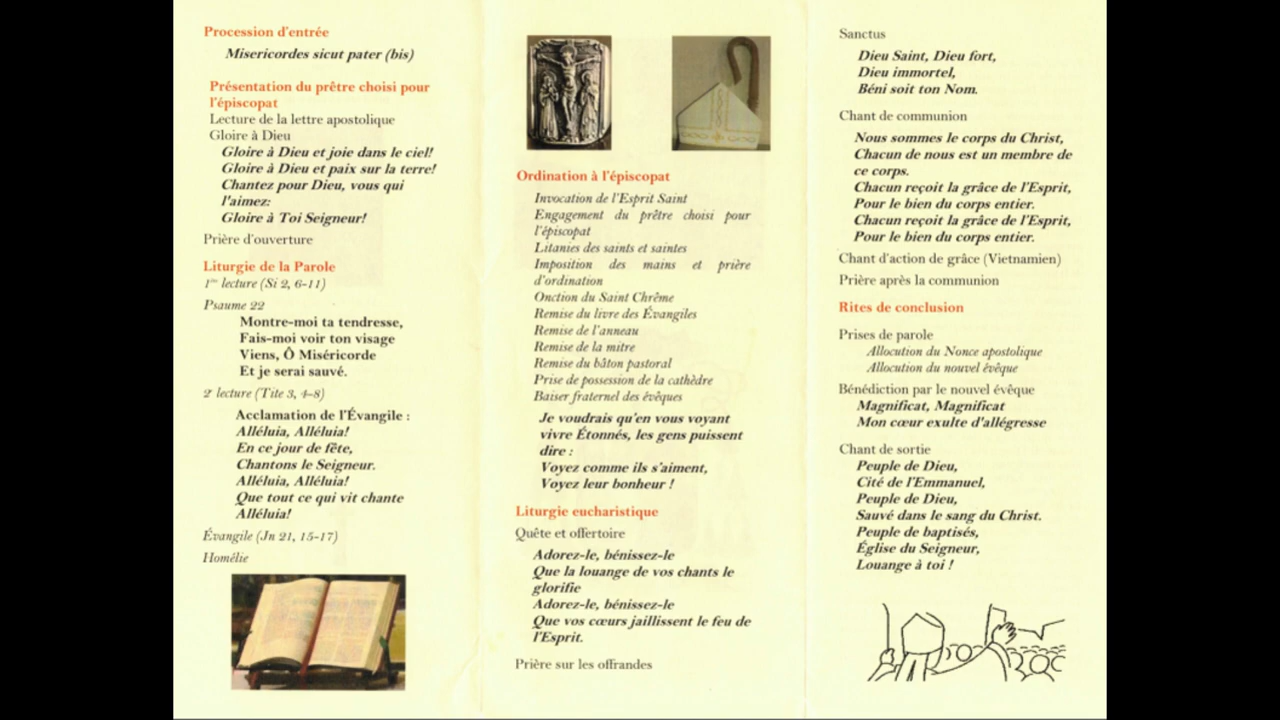 Procession d'entrée
Misericordes sicut pater (bis)
Présentation du prêtre choisi pour
l'épiscopat
Lecture de la lettre apostolique
Gloire à Dieu
Gloire à Dieu et joie dans le ciel!
Gloire à Dieu et paix sur la terre!
Chantez pour Dieu, vous qui
l'aimez:
Gloire à Toi Seigneur!
Prière d'ouverture
Liturgie de la Parole
1ère lecture (Si 2, 6-11)
Psaume 22
Montre-moi ta tendresse,
Fais-moi voir ton visage
Viens, Ô Miséricorde
Et je serai sauvé.
2e lecture (Tite 3, 4-8)
Acclamation de l'Évangile :
Alléluia, Alléluia!
En ce jour de fête,
Chantons le Seigneur.
Alléluia, Alléluia!
Que tout ce qui vit chante
Alléluia!
Évangile (Jn 21, 15-17)
Homélie
Ordination à l'épiscopat
Invocation de l'Esprit Saint
Engagement du prêtre choisi pour
l'épiscopat
Litanies des saints et saintes
Imposition des mains et prière
d'ordination
Onction du Saint Chrême
Remise du livre des Évangiles
Remise de l'anneau
Remise de la mitre
Remise du bâton pastoral
Prise de possession de la cathèdre
Baiser fraternel des évêques
Je voudrais qu'en vous voyant
vivre Étonnés, les gens puissent
dire :
Voyez comme ils s'aiment,
Voyez leur bonheur !
Liturgie eucharistique
Quête et offertoire
Adorez-le, bénissez-le
Que la louange de vos chants le
glorifie
Adorez-le, bénissez-le
Que vos cœurs jaillissent le feu de
l'Esprit.
Prière sur les offrandes
Sanctus
Dieu Saint, Dieu fort,
Dieu immortel,
Béni soit ton Nom.
Chant de communion
Nous sommes le corps du Christ,
Chacun de nous est un membre de
ce corps.
Chacun reçoit la grâce de l'Esprit,
Pour le bien du corps entier.
Chacun reçoit la grâce de l'Esprit,
Pour le bien du corps entier.
Chant d'action de grâce (Vietnamien)
Prière après la communion
Rites de conclusion
Prises de parole
Allocution du Nonce apostolique
Allocution du nouvel évêque
Bénédiction par le nouvel évêque
Magnificat, Magnificat
Mon cœur exulte d'allégresse
Chant de sortie
Peuple de Dieu,
Cité de l'Emmanuel,
Peuple de Dieu,
Sauvé dans le sang du Christ.
Peuple de baptisés,
Église du Seigneur,
Louange à toi !